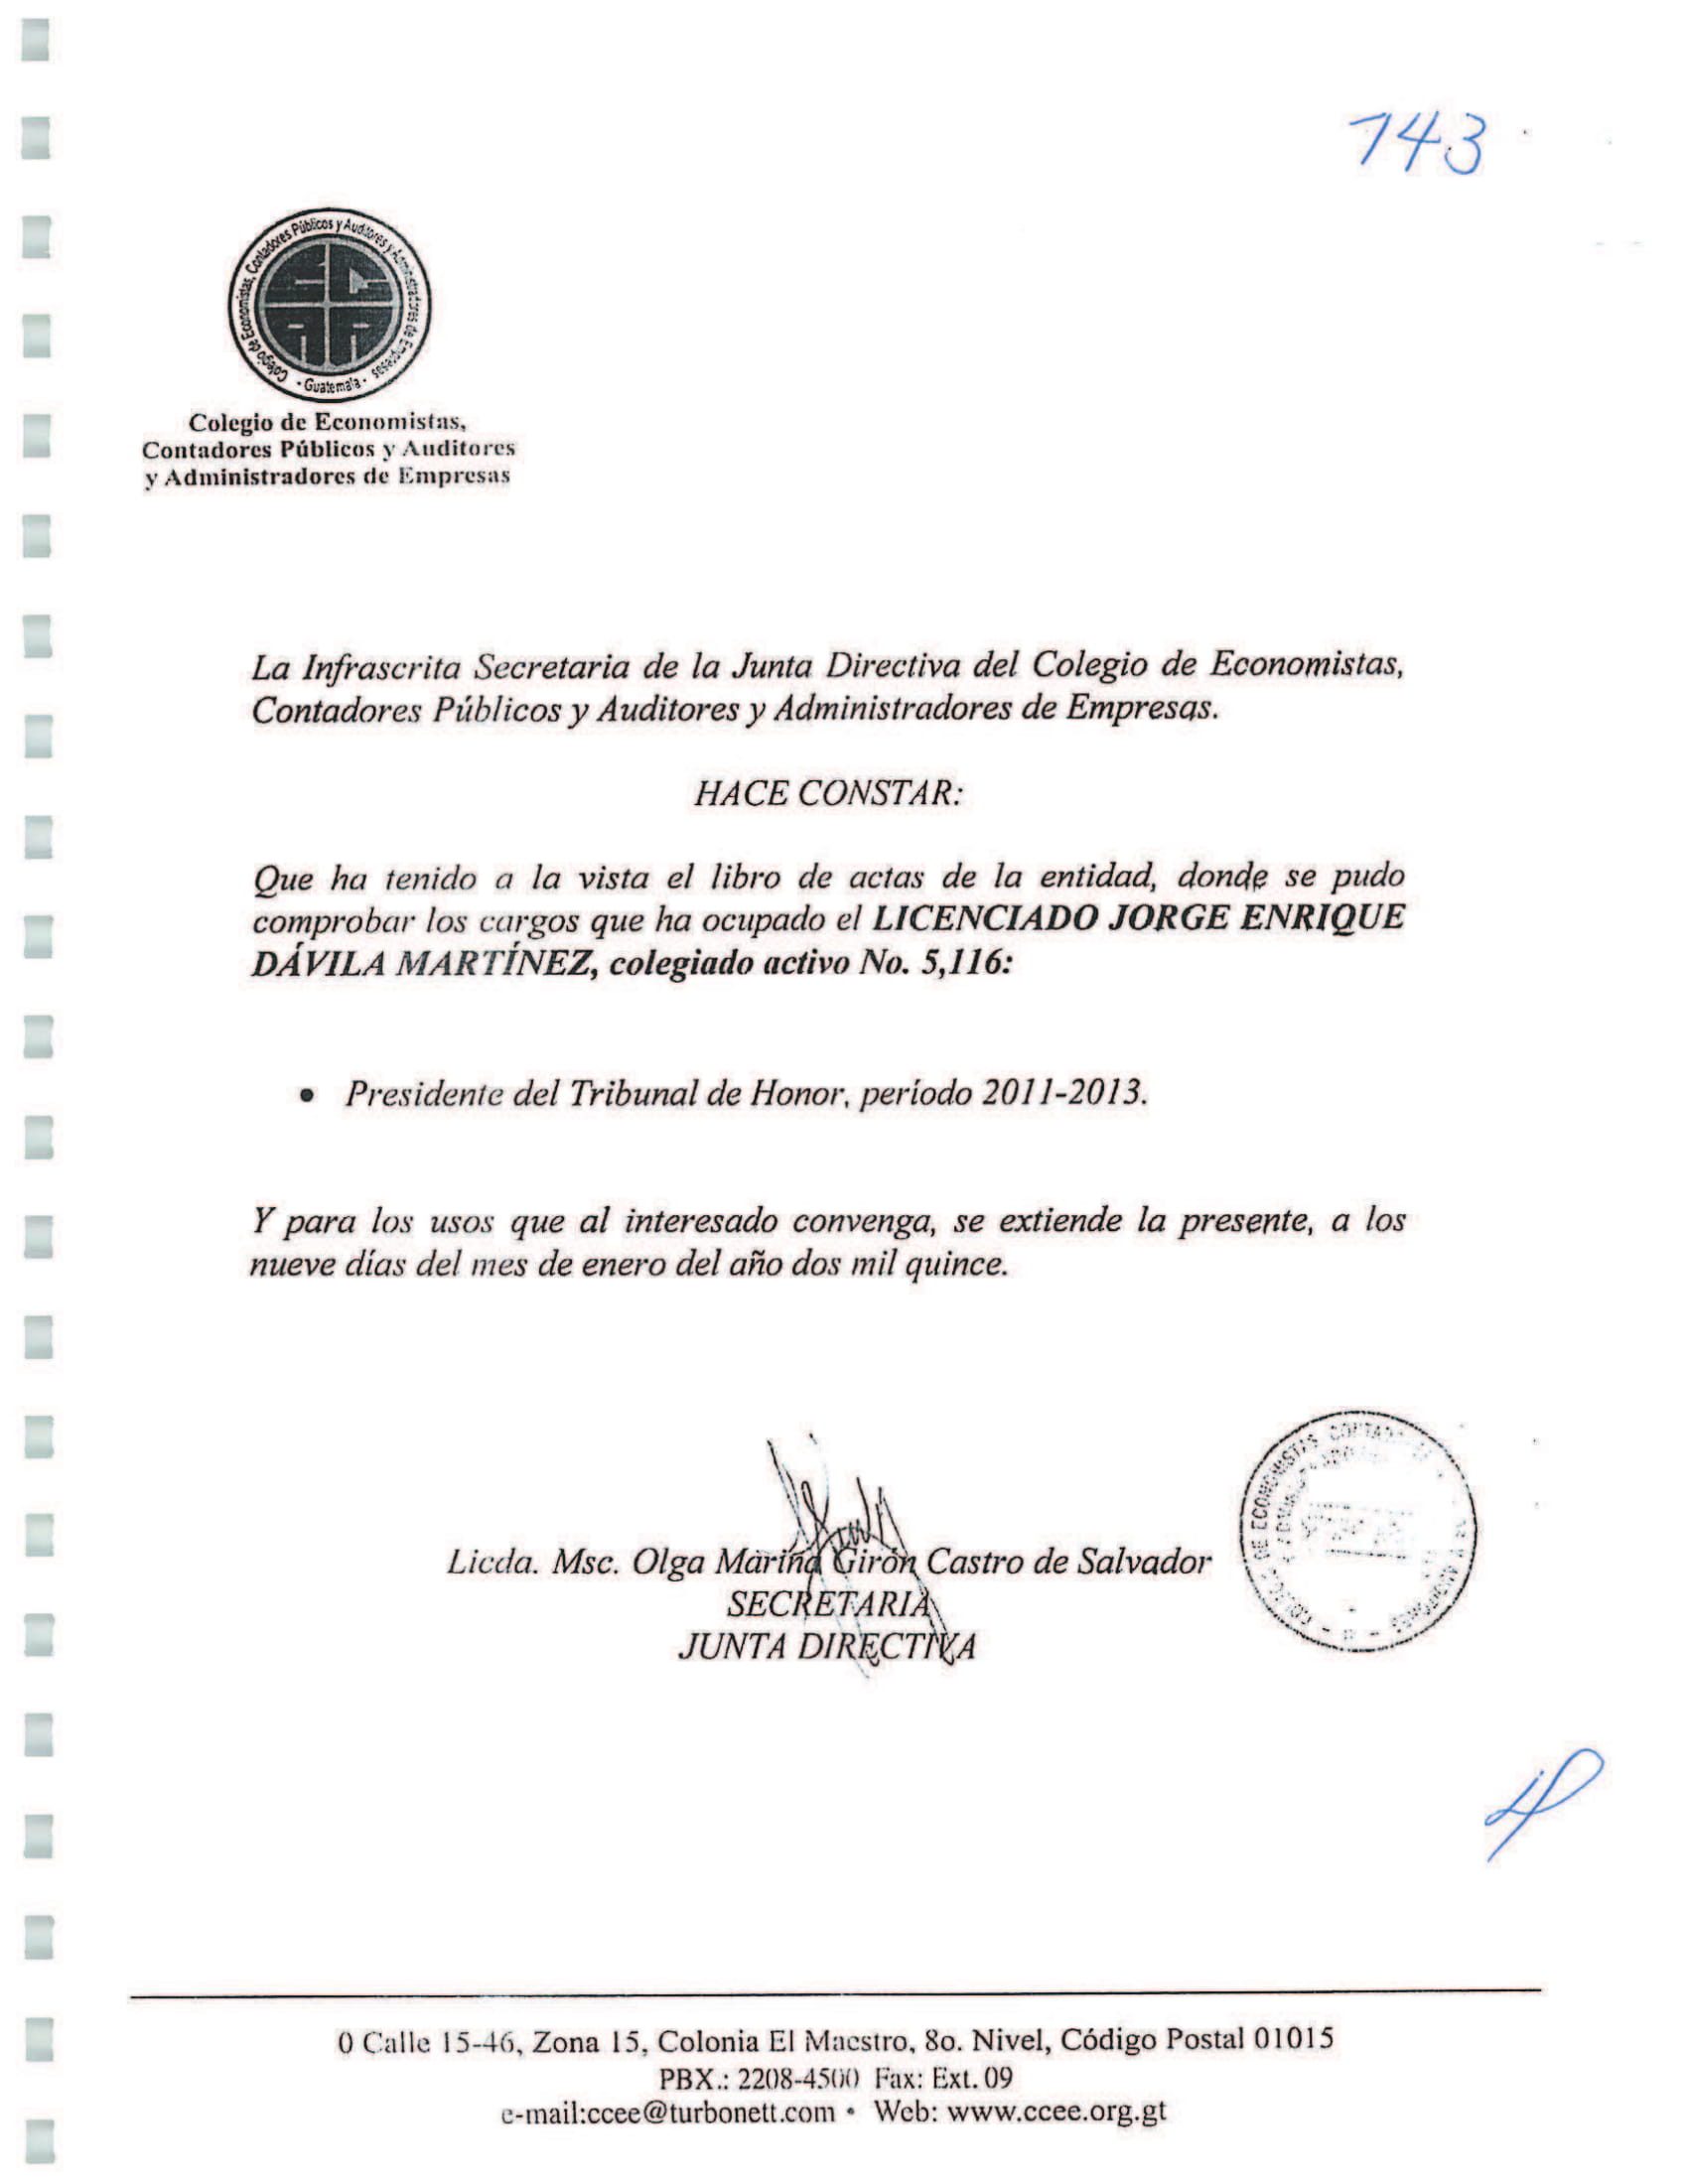 143
Colegio de Economistas, Contadores Públicos y Auditores y Administradores de Empresas
- Guatemala -
Colegio de Economistas,
Contadores Públicos y Auditores
y Administradores de Empresas
La Infrascrita Secretaria de la Junta Directiva del Colegio de Economistas,
Contadores Públicos y Auditores y Administradores de Empresas.
HACE CONSTAR:
Que ha tenido a la vista el libro de actas de la entidad, donde se pudo
comprobar los cargos que ha ocupado el LICENCIADO JORGE ENRIQUE
DÁVILA MARTÍNEZ, colegiado activo No. 5,116:
• Presidente del Tribunal de Honor, período 2011-2013.
Y para los usos que al interesado convenga, se extiende la presente, a los
nueve días del mes de enero del año dos mil quince.
Licda. Msc. Olga Marina Girón Castro de Salvador
SECRETARIA
JUNTA DIRECTIVA
DE ECONOMISTAS
0 Calle 15-46, Zona 15, Colonia El Maestro, 8o. Nivel, Código Postal 01015
PBX.: 2208-4500 Fax: Ext. 09
e-mail:ccee@turbonett.com • Web: www.ccee.org.gt